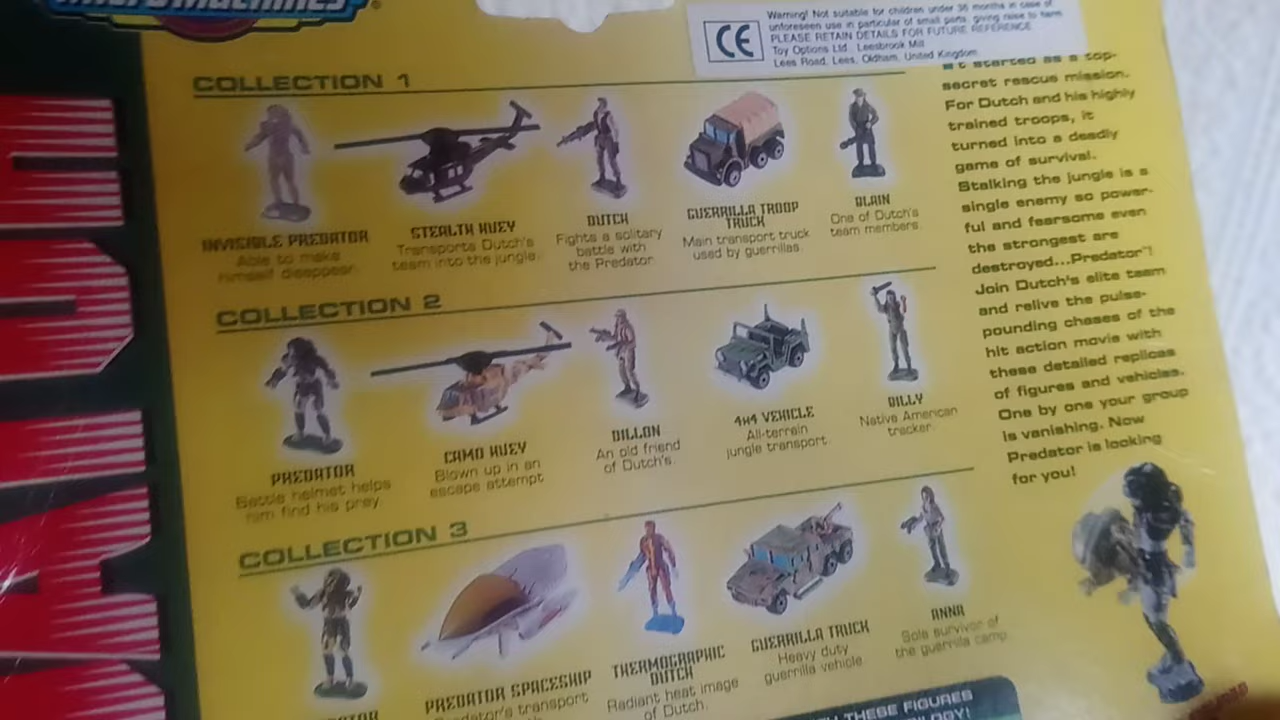 MICROMACHINES
CE
Warning! Not suitable for children under 36 months in case of
unforeseen use in particular of small parts, giving raise to harm
PLEASE RETAIN DETAILS FOR FUTURE REFERENCE
Toy Options Ltd. Leesbrook Mill
Lees Road, Lees, Oldham, United Kingdom.
COLLECTION 1
INVISIBLE PREDATOR
Able to make
himself disappear.
STEALTH HUEY
Transports Dutch's
team into the jungle.
DUTCH
Fights a solitary
battle with
the Predator
GUERRILLA TROOP
TRUCK
Main transport truck
used by guerrillas.
BLAIN
One of Dutch's
team members.
COLLECTION 2
PREDATOR
Battle helmet helps
him find his prey.
CAMO HUEY
Blown up in an
escape attempt
DILLON
An old friend
of Dutch's.
4x4 VEHICLE
All-terrain
jungle transport.
BILLY
Native American
tracker.
COLLECTION 3
PREDATOR SPACESHIP
Predator's transport
THERMOGRAPHIC
DUTCH
Radiant heat image
of Dutch.
GUERRILLA TRUCK
Heavy duty
guerrilla vehicle.
ANNA
Sole survivor of
the guerrilla camp.
It started as a top-
secret rescue mission.
For Dutch and his highly
trained troops, it
turned into a deadly
game of survival.
Stalking the jungle is a
single enemy so power-
ful and fearsome even
the strongest are
destroyed...Predator™!
Join Dutch's elite team
and relive the pulse-
pounding chases of the
hit action movie with
these detailed replicas
of figures and vehicles.
One by one your group
is vanishing. Now
Predator is looking
for you!
THESE FIGURES